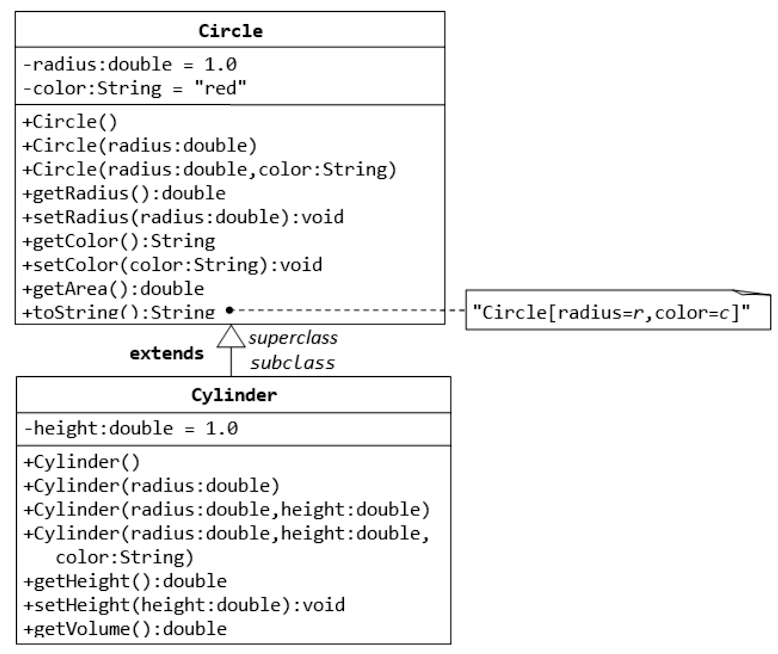 Circle
-radius:double = 1.0
-color:String = "red"
+Circle()
+Circle(radius:double)
+Circle(radius:double,color:String)
+getRadius():double
+setRadius(radius:double):void
+getColor():String
+setColor(color:String):void
+getArea():double
+toString():String
"Circle[radius=r,color=c]"
superclass
extends
subclass
Cylinder
-height:double = 1.0
+Cylinder()
+Cylinder(radius:double)
+Cylinder(radius:double,height:double)
+Cylinder(radius:double,height:double,
color:String)
+getHeight():double
+setHeight(height:double):void
+getVolume():double